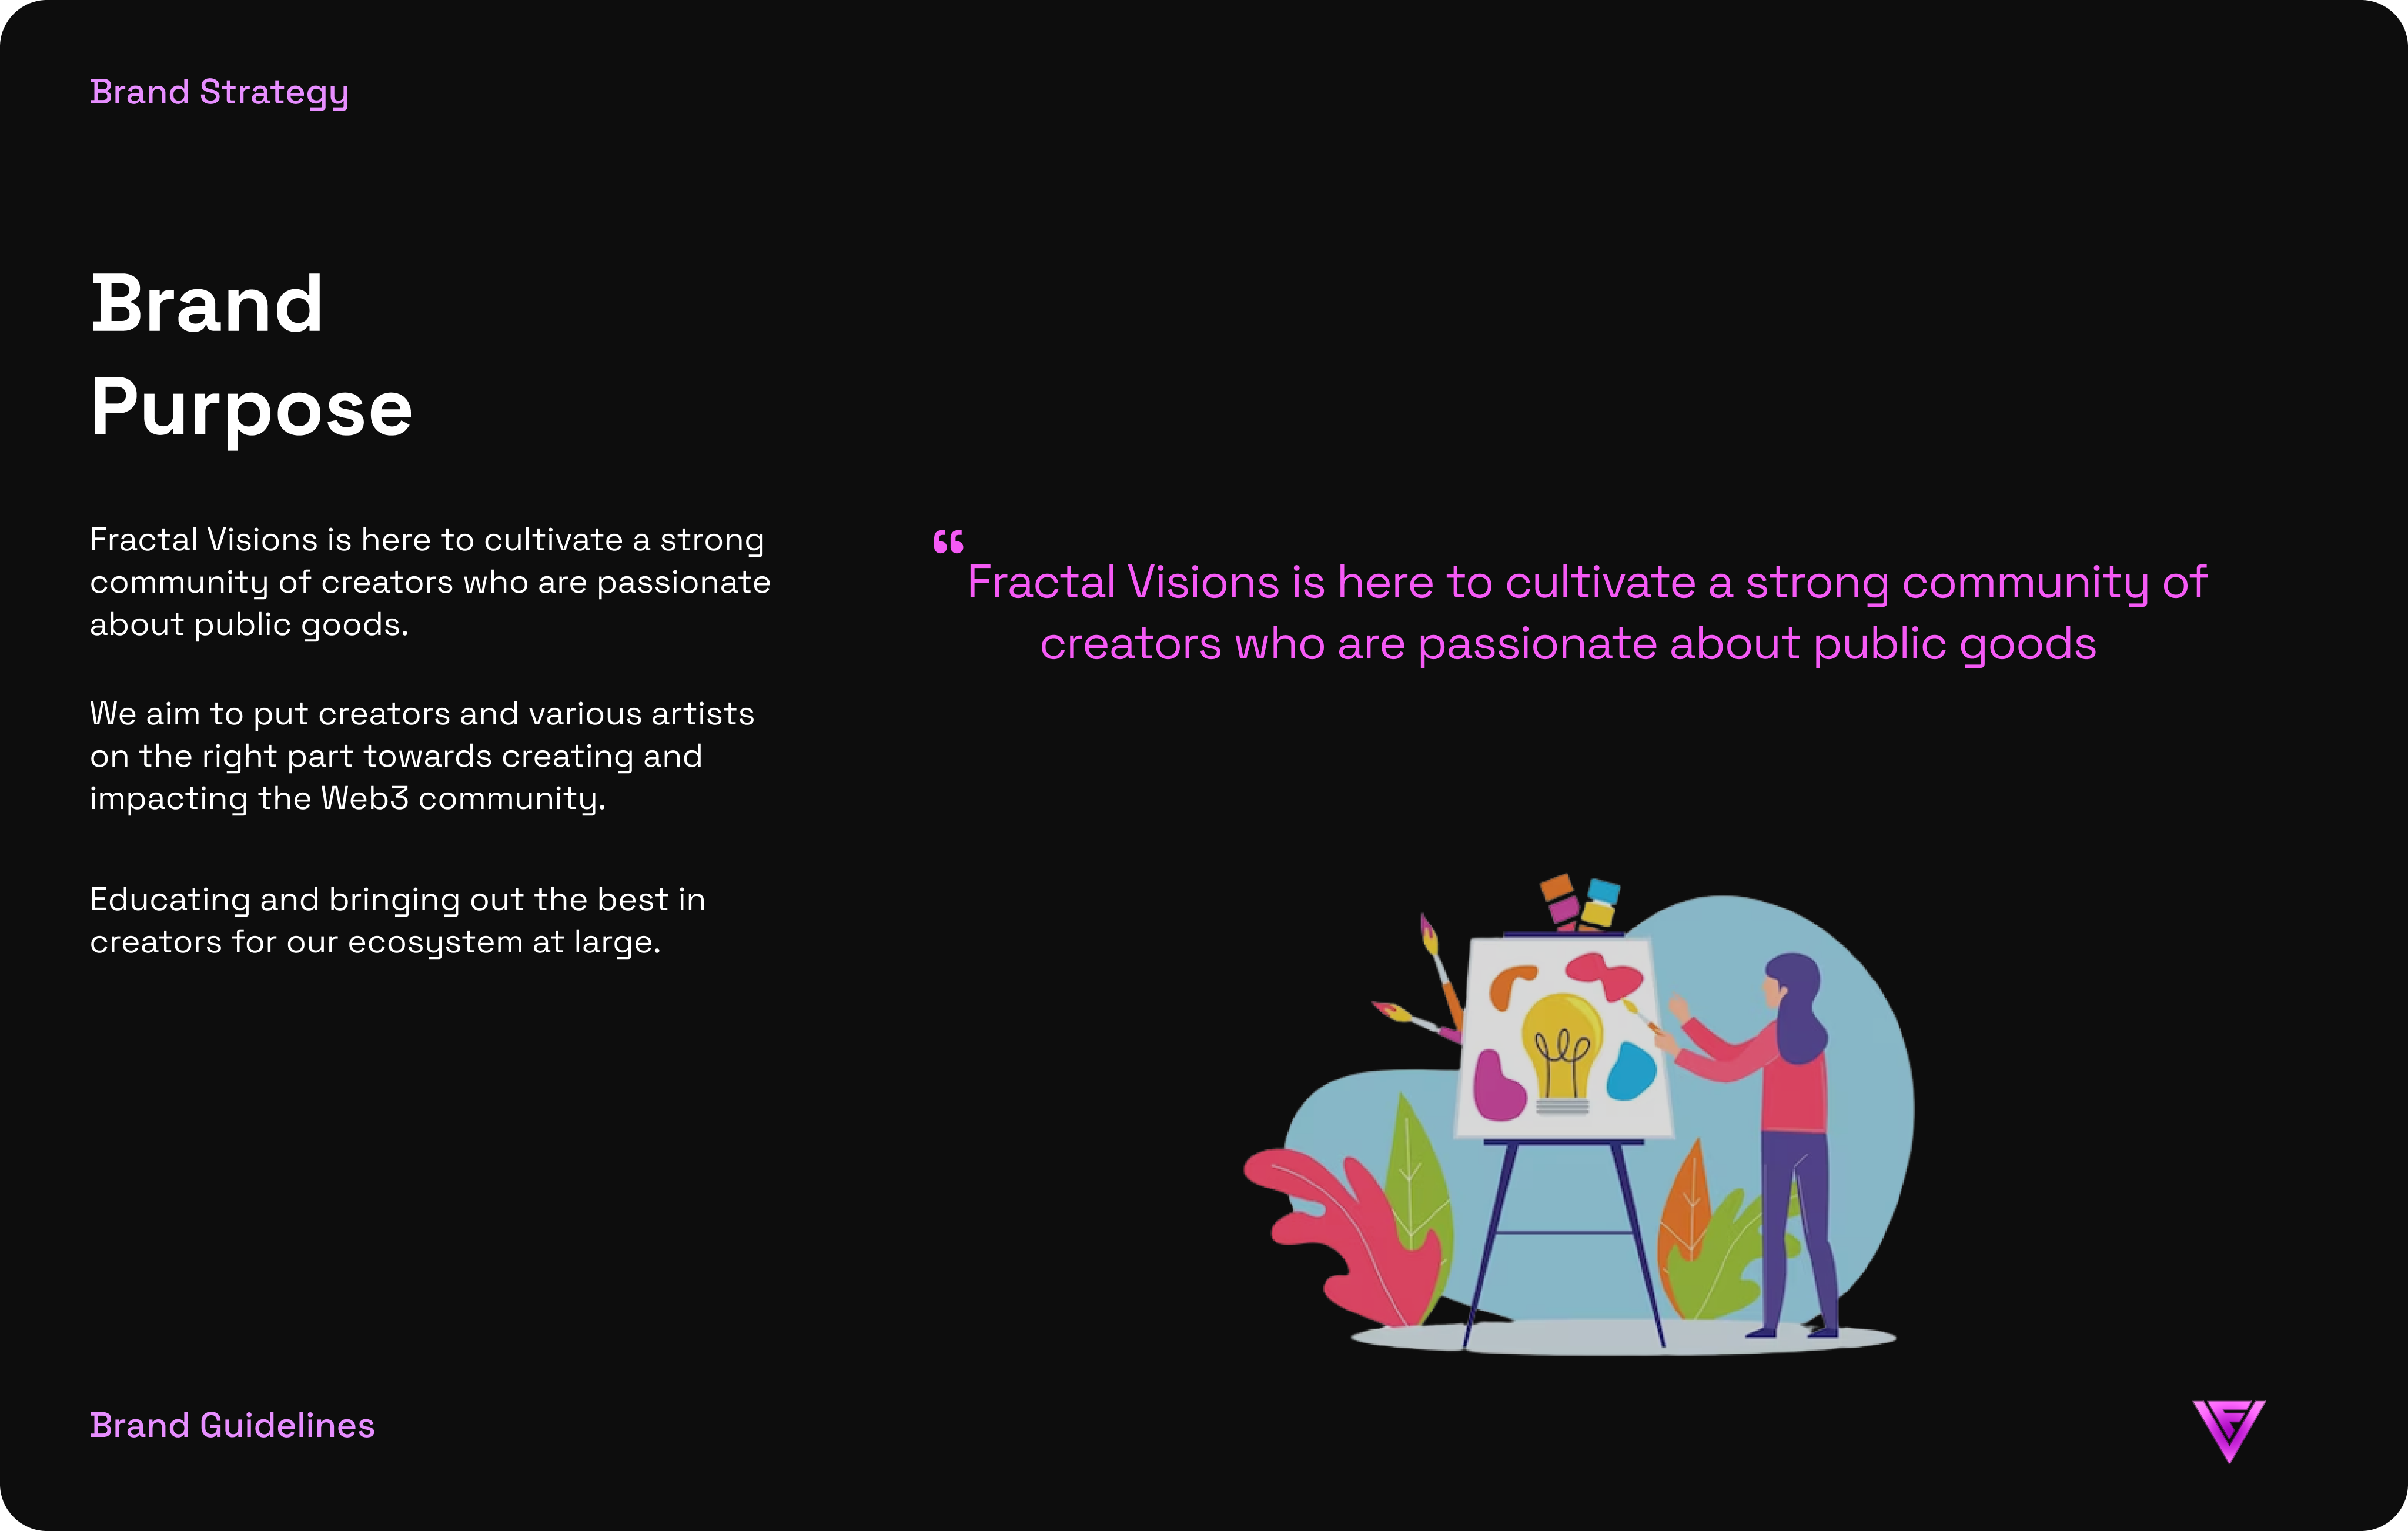 Brand Strategy
Brand
Purpose
Fractal Visions is here to cultivate a strong
community of creators who are passionate
about public goods.
We aim to put creators and various artists
on the right part towards creating and
impacting the Web3 community.
Educating and bringing out the best in
creators for our ecosystem at large.
“
Fractal Visions is here to cultivate a strong community of
creators who are passionate about public goods
Brand Guidelines